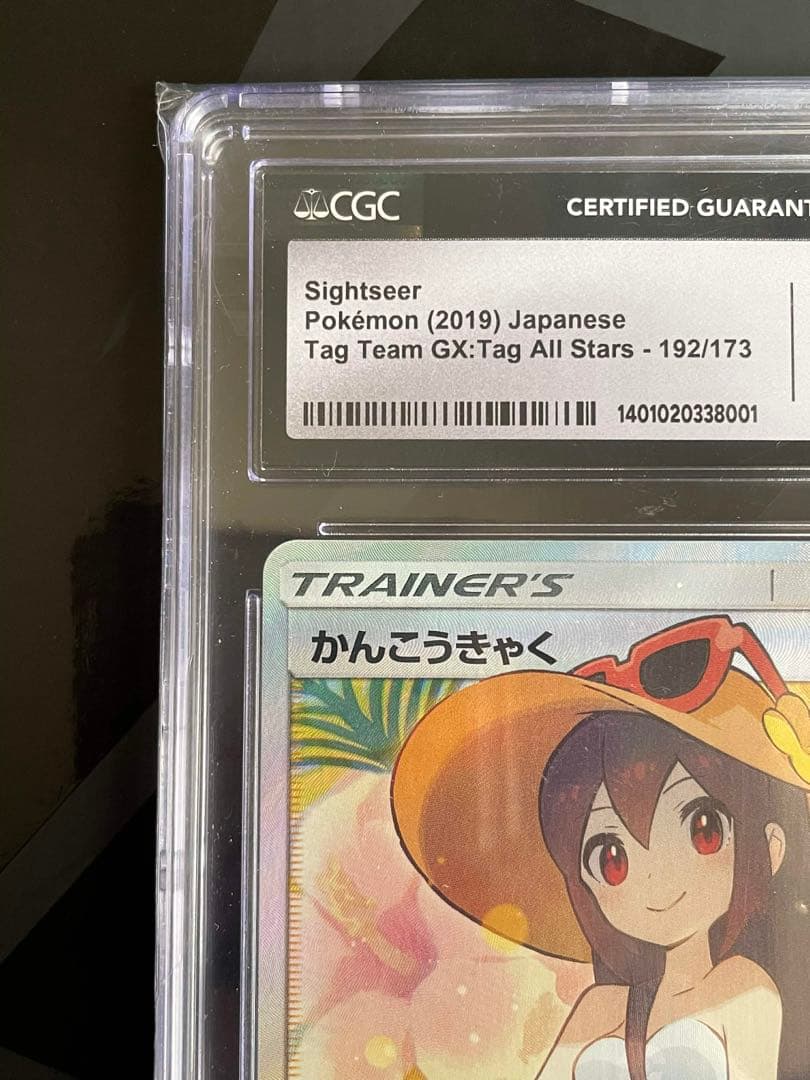 CGC
CERTIFIED GUARANT
Sightseer
Pokémon (2019) Japanese
Tag Team GX:Tag All Stars - 192/173
1401020338001
TRAINER'S
かんこうきゃく